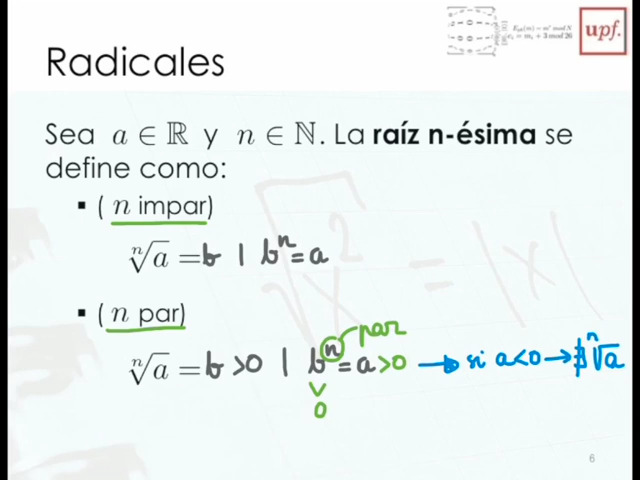 upf.
Radicales
Sea a ∈ ℝ y n ∈ ℕ. La raíz n-ésima se
define como:
▪ ( n impar)
ⁿ√a = b | bⁿ = a
▪ ( n par)
par
ⁿ√a = b > 0 | bⁿ = a > 0 → si a < 0 → ∄ ⁿ√a
∨
0
√x² = |x|
6